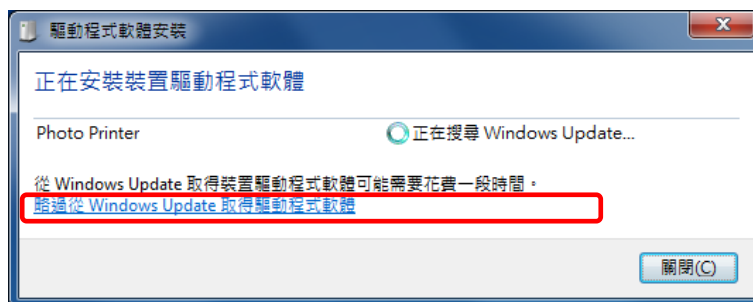 驅動程式軟體安裝
正在安裝裝置驅動程式軟體
Photo Printer 正在搜尋 Windows Update...
從 Windows Update 取得裝置驅動程式軟體可能需要花費一段時間。
略過從 Windows Update 取得驅動程式軟體
關閉(C)